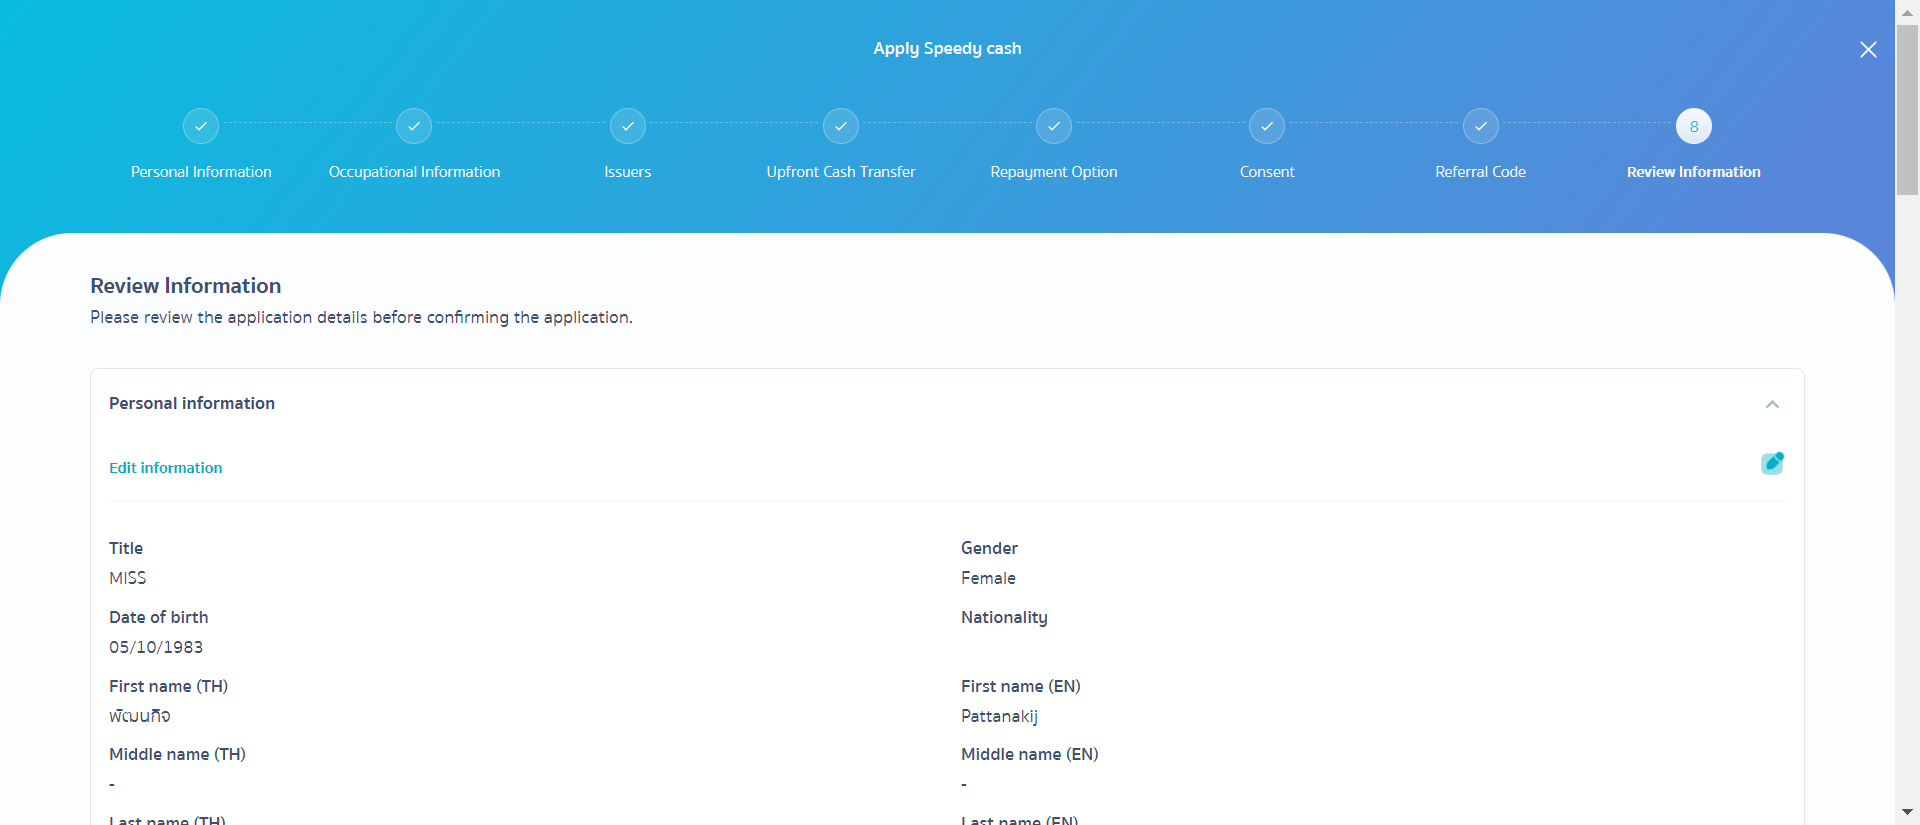 Apply Speedy cash
8
Personal Information
Occupational Information
Issuers
Upfront Cash Transfer
Repayment Option
Consent
Referral Code
Review Information
Review Information
Please review the application details before confirming the application.
Personal information
Edit information
Title
Gender
MISS
Female
Date of birth
Nationality
05/10/1983
First name (TH)
First name (EN)
พัฒนกิจ
Pattanakij
Middle name (TH)
Middle name (EN)
-
-
Last name (TH)
Last name (EN)